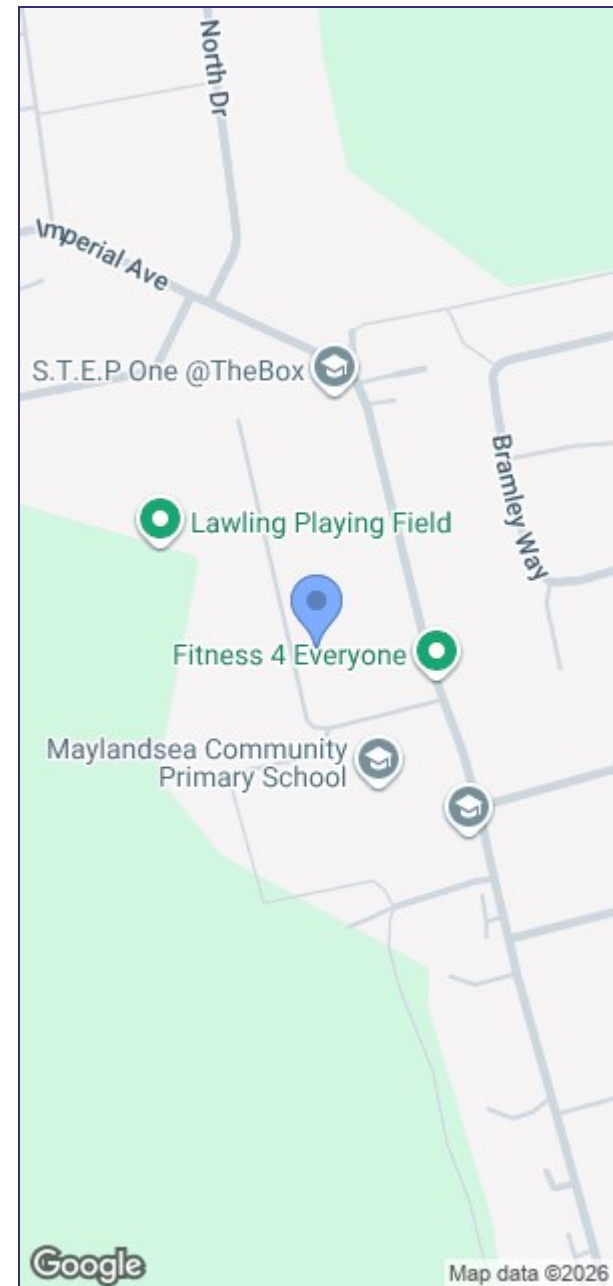 North Dr
Imperial Ave
S.T.E.P One @TheBox
Bramley Way
Lawling Playing Field
Fitness 4 Everyone
Maylandsea Community
Primary School
Google
Map data ©2026